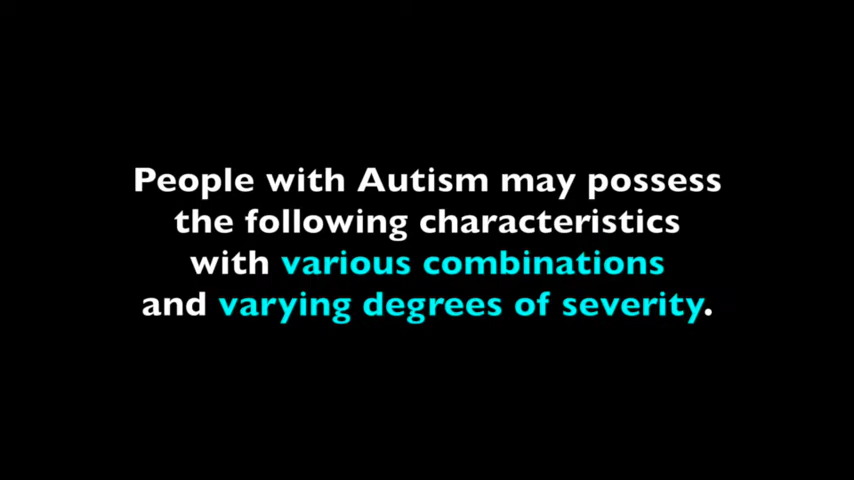 People with Autism may possess
the following characteristics
with various combinations
and varying degrees of severity.